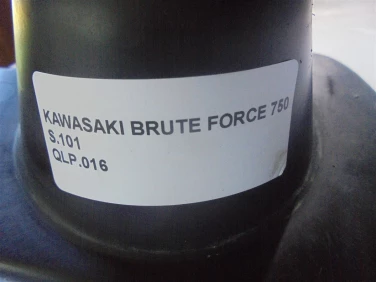 KAWASAKI BRUTE FORCE 750
S.101
QLP.016